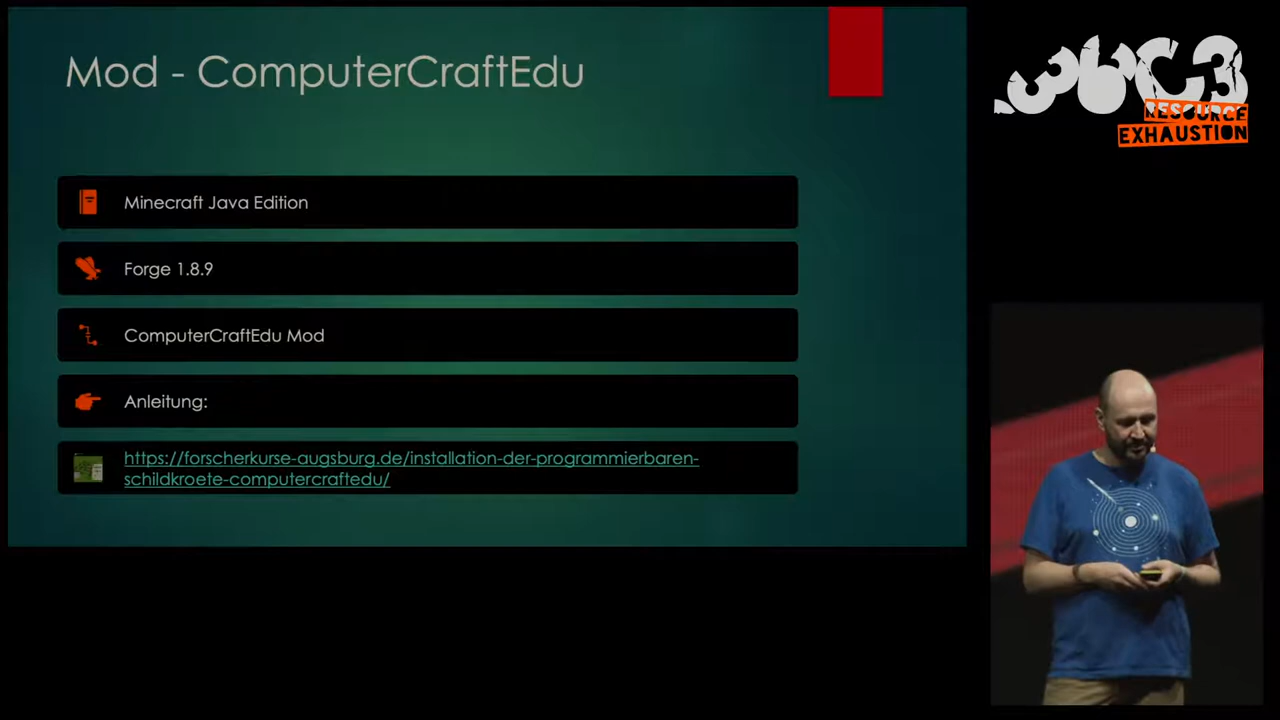 Mod - ComputerCraftEdu
Minecraft Java Edition
Forge 1.8.9
ComputerCraftEdu Mod
Anleitung:
https://forscherkurse-augsburg.de/installation-der-programmierbaren-
schildkroete-computercraftedu/
36C3
RESOURCE
EXHAUSTION